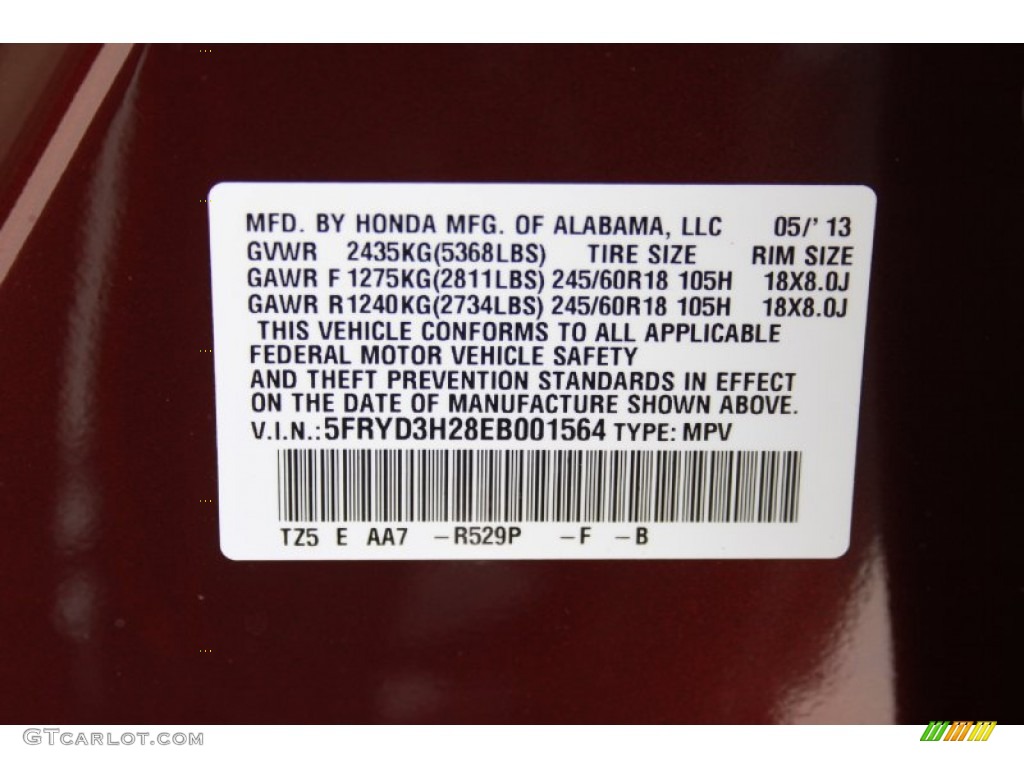 MFD. BY HONDA MFG. OF ALABAMA, LLC 05/' 13
GVWR 2435KG(5368LBS) TIRE SIZE RIM SIZE
GAWR F 1275KG(2811LBS) 245/60R18 105H 18X8.0J
GAWR R1240KG(2734LBS) 245/60R18 105H 18X8.0J
THIS VEHICLE CONFORMS TO ALL APPLICABLE
FEDERAL MOTOR VEHICLE SAFETY
AND THEFT PREVENTION STANDARDS IN EFFECT
ON THE DATE OF MANUFACTURE SHOWN ABOVE.
V.I.N.: 5FRYD3H28EB001564 TYPE: MPV
TZ5 E AA7 –R529P –F –B
GTCARLOT.COM